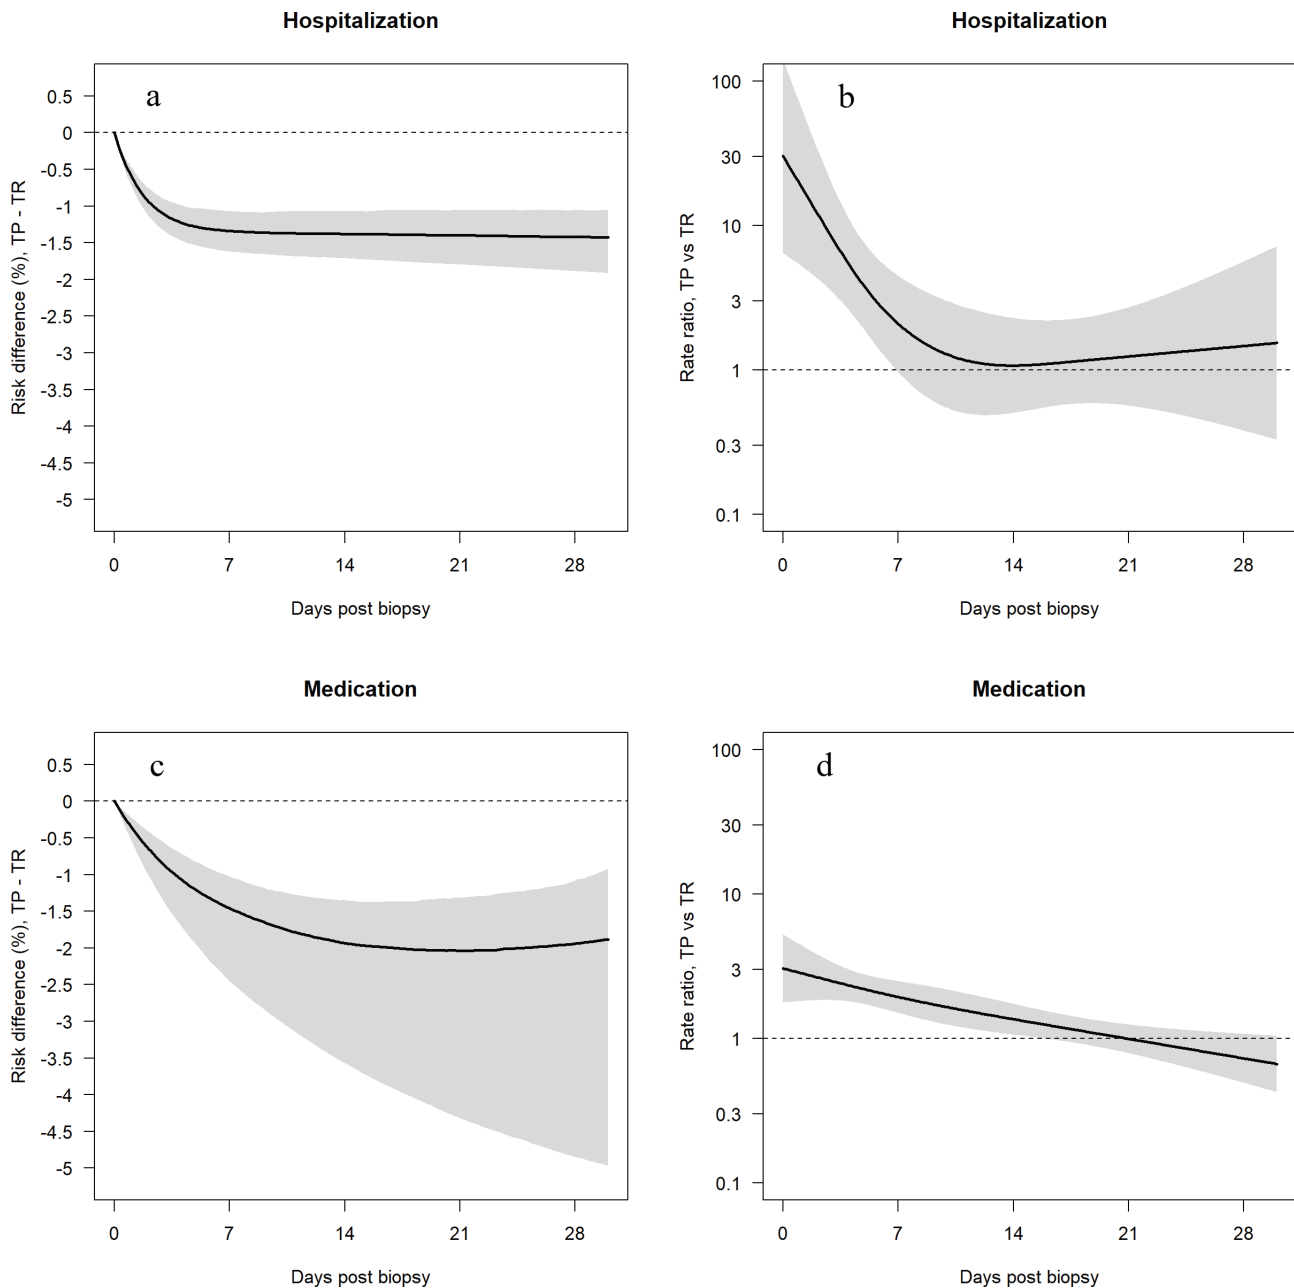 Hospitalization
a
Risk difference (%), TP - TR
0.5
0
-0.5
-1
-1.5
-2
-2.5
-3
-3.5
-4
-4.5
-5
0 7 14 21 28
Days post biopsy
Hospitalization
b
Rate ratio, TP vs TR
100
30
10
3
1
0.3
0.1
0 7 14 21 28
Days post biopsy
Medication
c
Risk difference (%), TP - TR
0.5
0
-0.5
-1
-1.5
-2
-2.5
-3
-3.5
-4
-4.5
-5
0 7 14 21 28
Days post biopsy
Medication
d
Rate ratio, TP vs TR
100
30
10
3
1
0.3
0.1
0 7 14 21 28
Days post biopsy